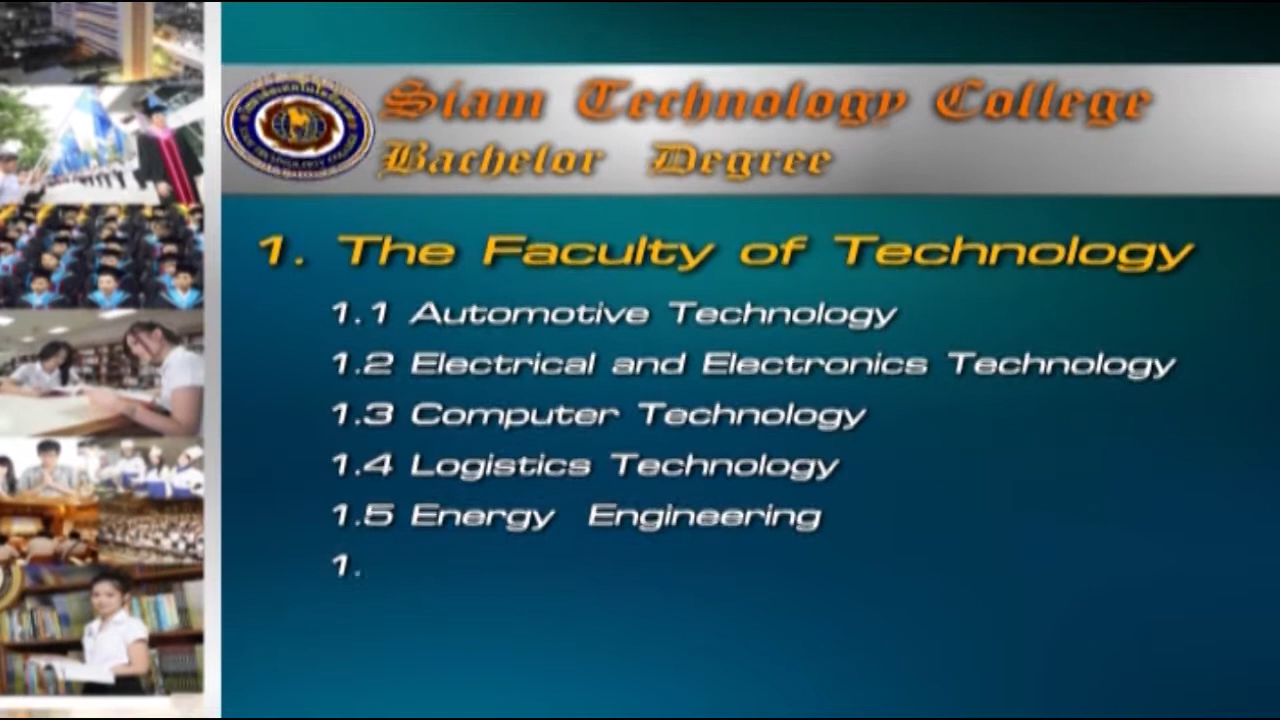 Siam Technology College
Bachelor Degree
1. The Faculty of Technology
1.1 Automotive Technology
1.2 Electrical and Electronics Technology
1.3 Computer Technology
1.4 Logistics Technology
1.5 Energy Engineering
1.